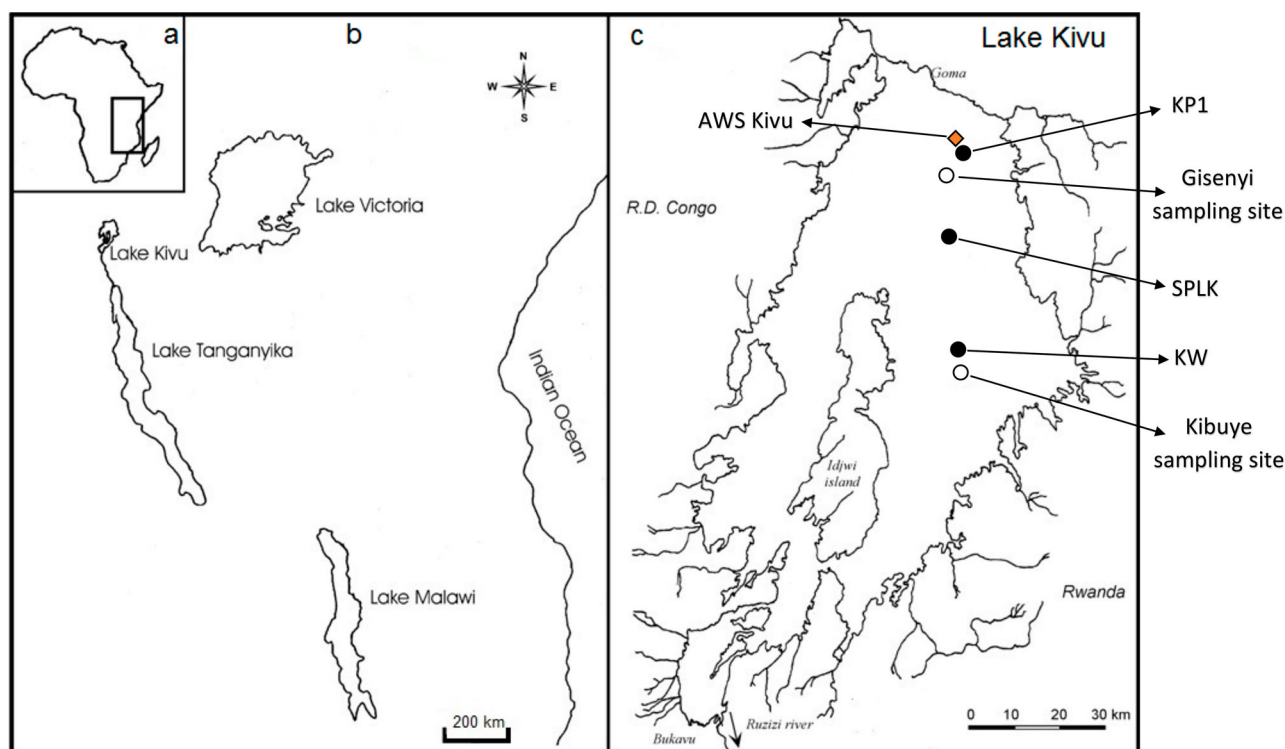 a
b
N
W
E
S
Lake Victoria
Lake Kivu
Lake Tanganyika
Indian Ocean
Lake Malawi
200 km
c
Lake Kivu
Goma
AWS Kivu
KP1
Gisenyi
sampling site
R.D. Congo
SPLK
KW
Kibuye
sampling site
Idjwi
island
Rwanda
Ruzizi river
Bukavu
0 10 20 30 km